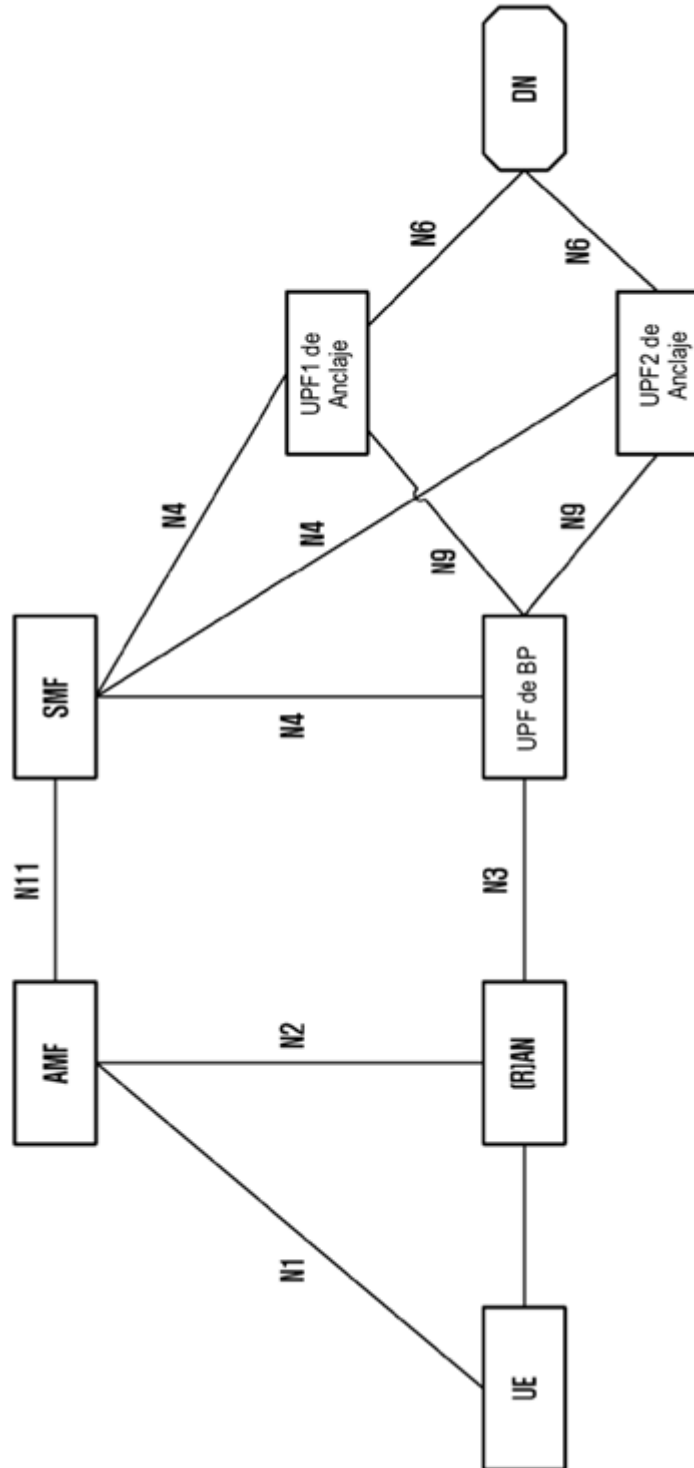 AMF
N11
SMF
N4
N1
N2
N4
N4
UPF1 de
Anclaje
N9
N6
UE
(R)AN
N3
UPF de BP
DN
N9
N6
UPF2 de
Anclaje